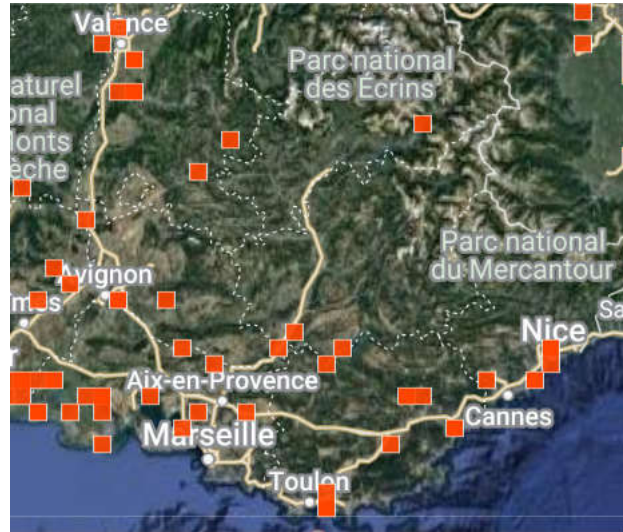 Valence
Parc national
des Écrins
aturel
onal
Monts
èche
Parc national
du Mercantour
Avignon
mes
Nice
Sa
r
Aix-en-Provence
Cannes
Marseille
Toulon